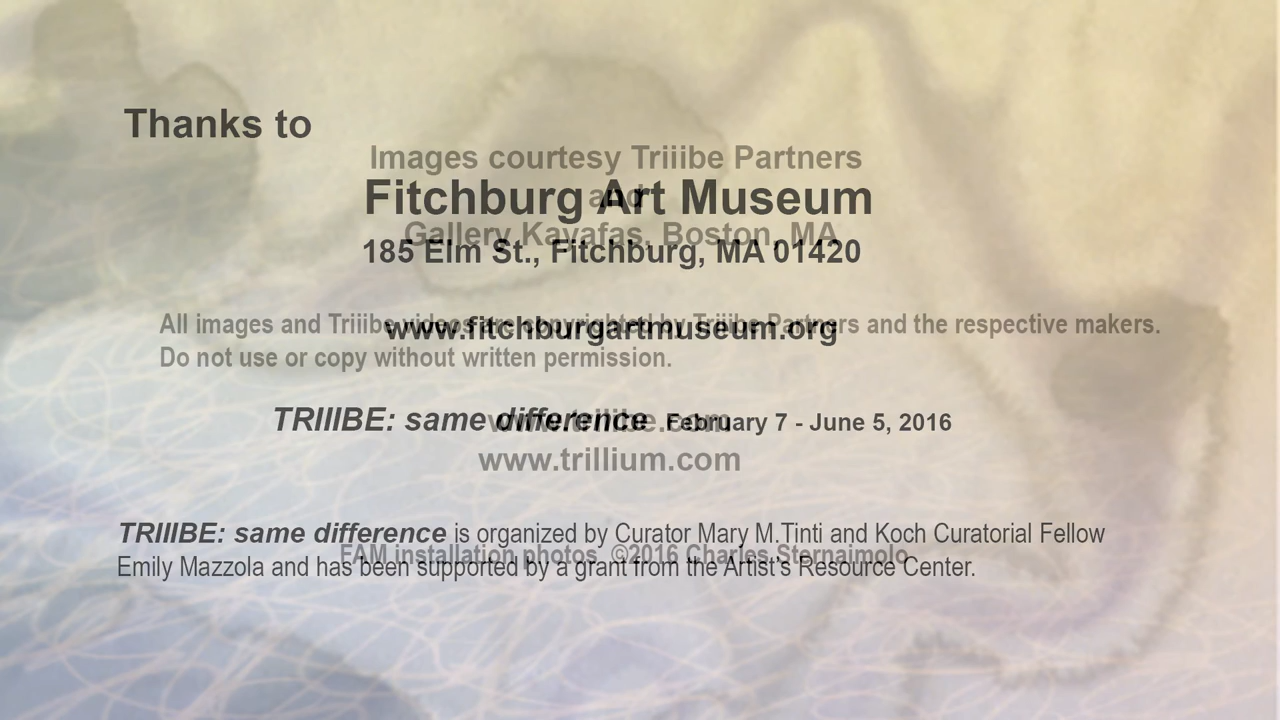 Thanks to
Images courtesy Triiibe Partners
and
Fitchburg Art Museum
Gallery Kayafas, Boston, MA
185 Elm St., Fitchburg, MA 01420
All images and Triiibe videos are copyrighted by Triiibe Partners and the respective makers.
www.fitchburgartmuseum.org
Do not use or copy without written permission.
TRIIIBE: same difference February 7 - June 5, 2016
www.triiibe.com
www.trillium.com
TRIIIBE: same difference is organized by Curator Mary M.Tinti and Koch Curatorial Fellow
FAM installation photos ©2016 Charles Sternaimolo
Emily Mazzola and has been supported by a grant from the Artist's Resource Center.